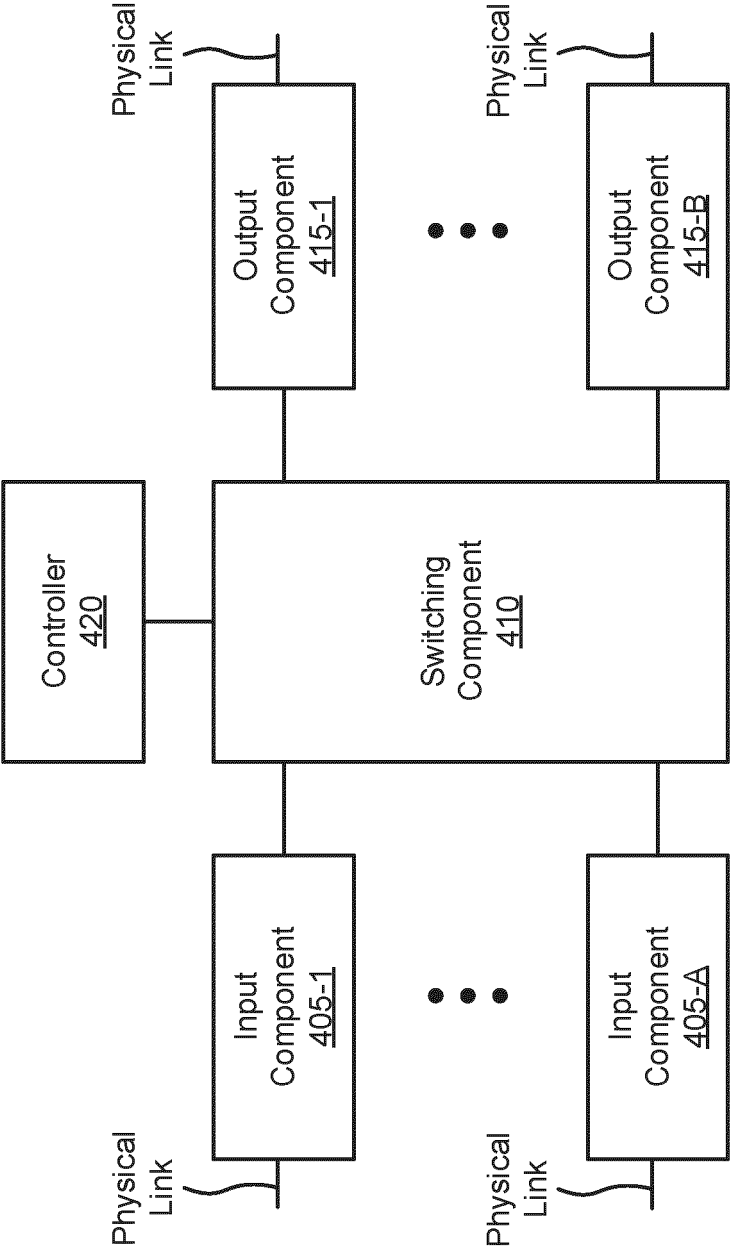 Controller
420
Physical
Link
Input
Component
405-1
Switching
Component
410
Output
Component
415-1
Physical
Link
Physical
Link
Input
Component
405-A
Output
Component
415-B
Physical
Link